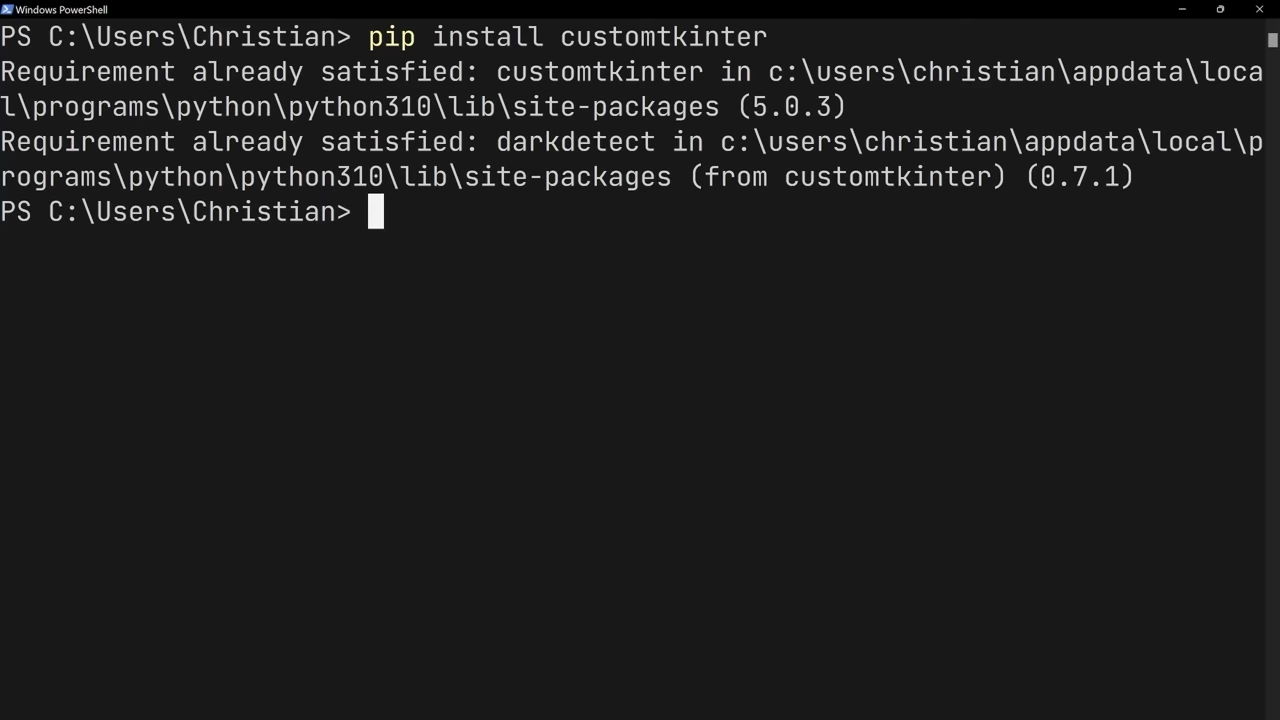 Windows PowerShell
PS C:\Users\Christian> pip install customtkinter
Requirement already satisfied: customtkinter in c:\users\christian\appdata\loca
l\programs\python\python310\lib\site-packages (5.0.3)
Requirement already satisfied: darkdetect in c:\users\christian\appdata\local\p
rograms\python\python310\lib\site-packages (from customtkinter) (0.7.1)
PS C:\Users\Christian>